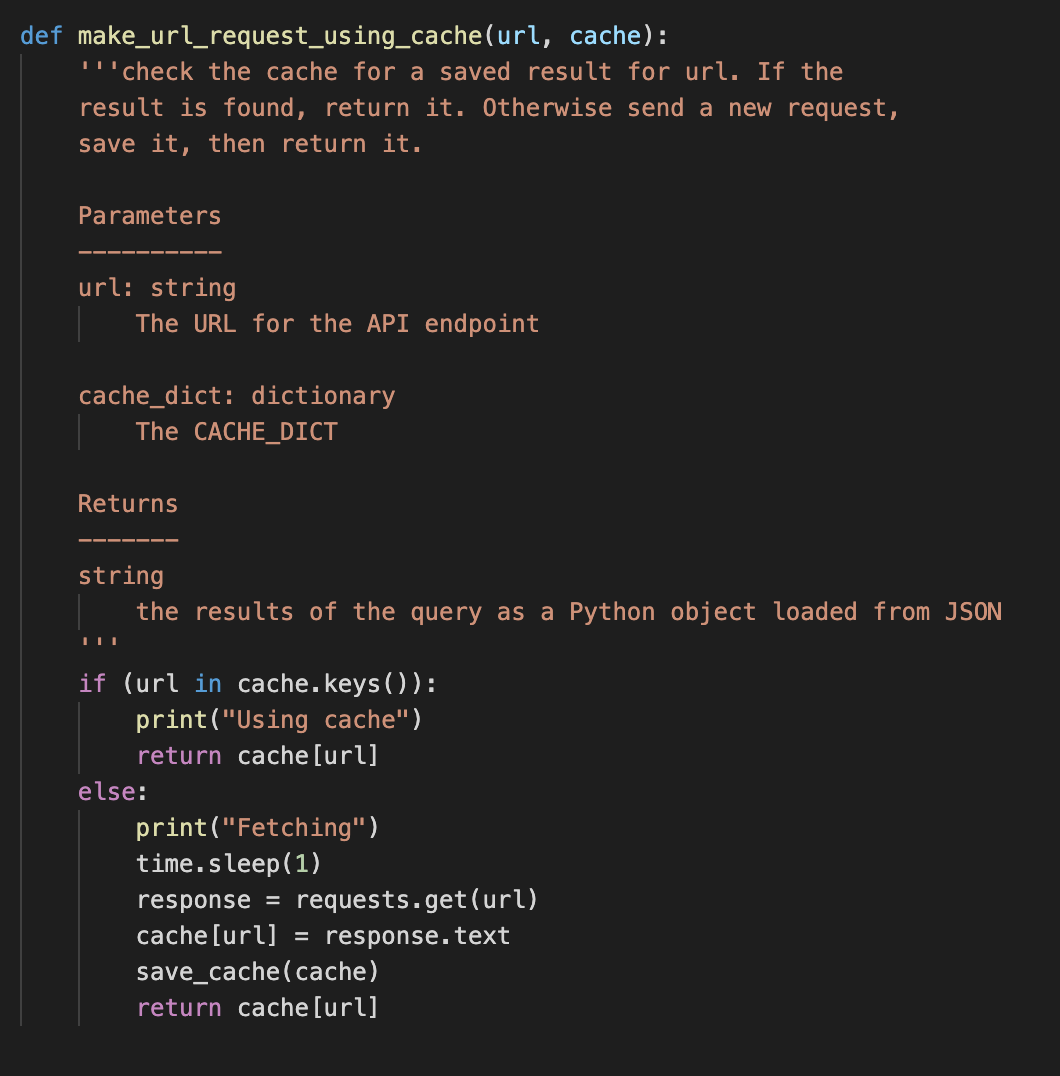 def make_url_request_using_cache(url, cache):
    '''check the cache for a saved result for url. If the
    result is found, return it. Otherwise send a new request,
    save it, then return it.

    Parameters
    ----------
    url: string
        The URL for the API endpoint

    cache_dict: dictionary
        The CACHE_DICT

    Returns
    -------
    string
        the results of the query as a Python object loaded from JSON
    '''
    if (url in cache.keys()):
        print("Using cache")
        return cache[url]
    else:
        print("Fetching")
        time.sleep(1)
        response = requests.get(url)
        cache[url] = response.text
        save_cache(cache)
        return cache[url]